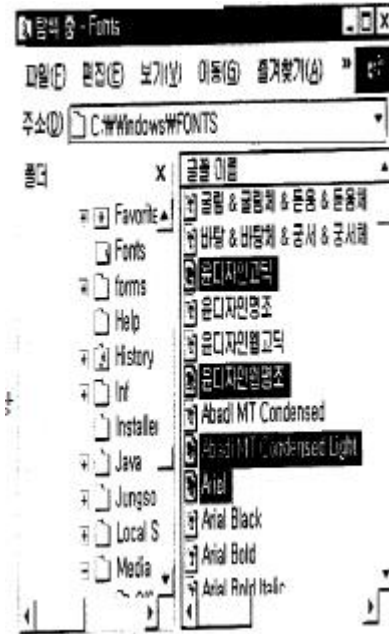 탐색 중 - Fonts
파일(F) 편집(E) 보기(V) 이동(G) 즐겨찾기(A) »
주소(D) C:₩Windows₩FONTS
폴더 X
Favorite
Fonts
forms
Help
History
Inf
Installer
Java
Jungso
Local S
Media
글꼴 이름
굴림 & 굴림체 & 돋움 & 돋움체
바탕 & 바탕체 & 궁서 & 궁서체
윤디자인고딕
윤디자인명조
윤디자인웹고딕
윤디자인웹명조
Abadi MT Condensed
Abadi MT Condensed Light
Arial
Arial Black
Arial Bold
Arial Bold Italic